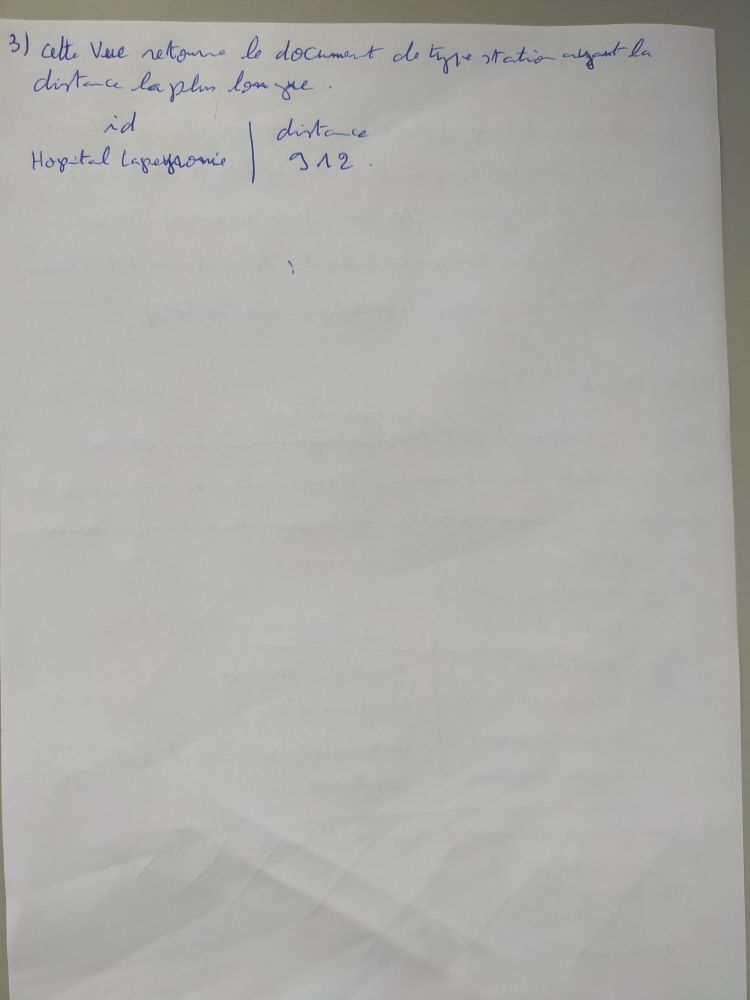 3) cette Vue retourne le document de type station ayant la
distance la plus longue.
id | distance
Hopital Lapeyronie | 912.